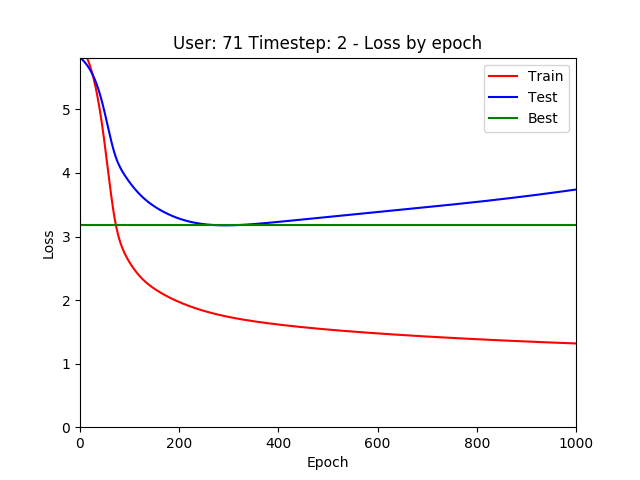 User: 71 Timestep: 2 - Loss by epoch
Train
Test
Best
5
4
3
2
1
0
Loss
0 200 400 600 800 1000
Epoch